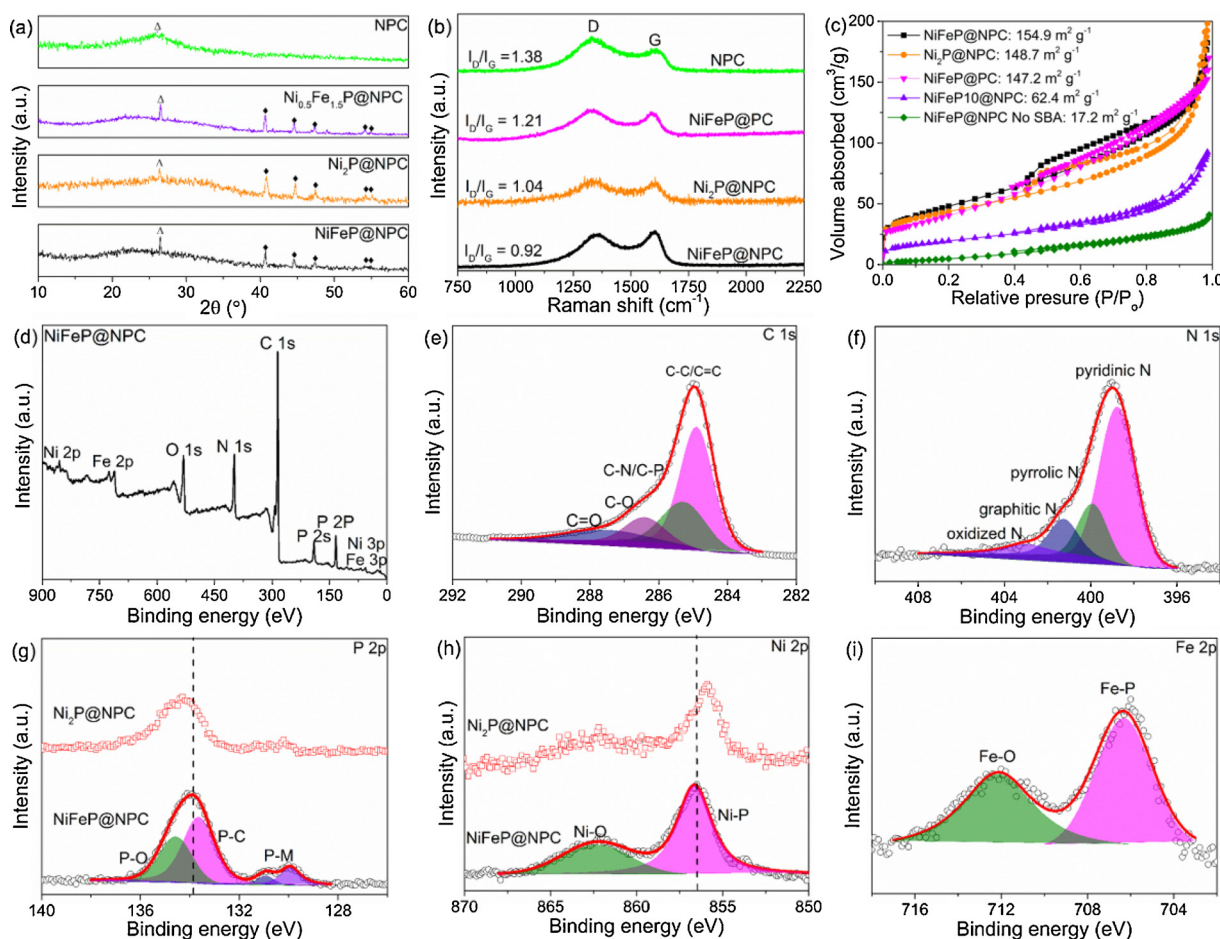 (a)
Δ
NPC
Δ
Ni0.5Fe1.5P@NPC
Δ
Ni2P@NPC
Δ
NiFeP@NPC
Intensity (a.u.)
10 20 30 40 50 60
2θ (°)
(b)
D
G
ID/IG = 1.38
NPC
ID/IG = 1.21
NiFeP@PC
ID/IG = 1.04
Ni2P@NPC
ID/IG = 0.92
NiFeP@NPC
Intensity (a.u.)
750 1000 1250 1500 1750 2000 2250
Raman shift (cm-1)
(c)
NiFeP@NPC: 154.9 m2 g-1
Ni2P@NPC: 148.7 m2 g-1
NiFeP@PC: 147.2 m2 g-1
NiFeP10@NPC: 62.4 m2 g-1
NiFeP@NPC No SBA: 17.2 m2 g-1
Volume absorbed (cm3/g)
200
150
100
50
0
0.0 0.2 0.4 0.6 0.8 1.0
Relative presure (P/Po)
(d)
NiFeP@NPC
C 1s
Ni 2p
Fe 2p
O 1s
N 1s
P 2P
P 2s
Ni 3p
Fe 3p
Intensity (a.u.)
900 750 600 450 300 150 0
Binding energy (eV)
(e)
C 1s
C-C/C=C
C-N/C-P
C-O
C=O
Intensity (a.u.)
292 290 288 286 284 282
Binding energy (eV)
(f)
N 1s
pyridinic N
pyrrolic N
graphitic N
oxidized N
Intensity (a.u.)
408 404 400 396
Binding energy (eV)
(g)
P 2p
Ni2P@NPC
NiFeP@NPC
P-O
P-C
P-M
Intensity (a.u.)
140 136 132 128
Binding energy (eV)
(h)
Ni 2p
Ni2P@NPC
NiFeP@NPC
Ni-O
Ni-P
Intensity (a.u.)
870 865 860 855 850
Binding energy (eV)
(i)
Fe 2p
Fe-P
Fe-O
Intensity (a.u.)
716 712 708 704
Binding energy (eV)